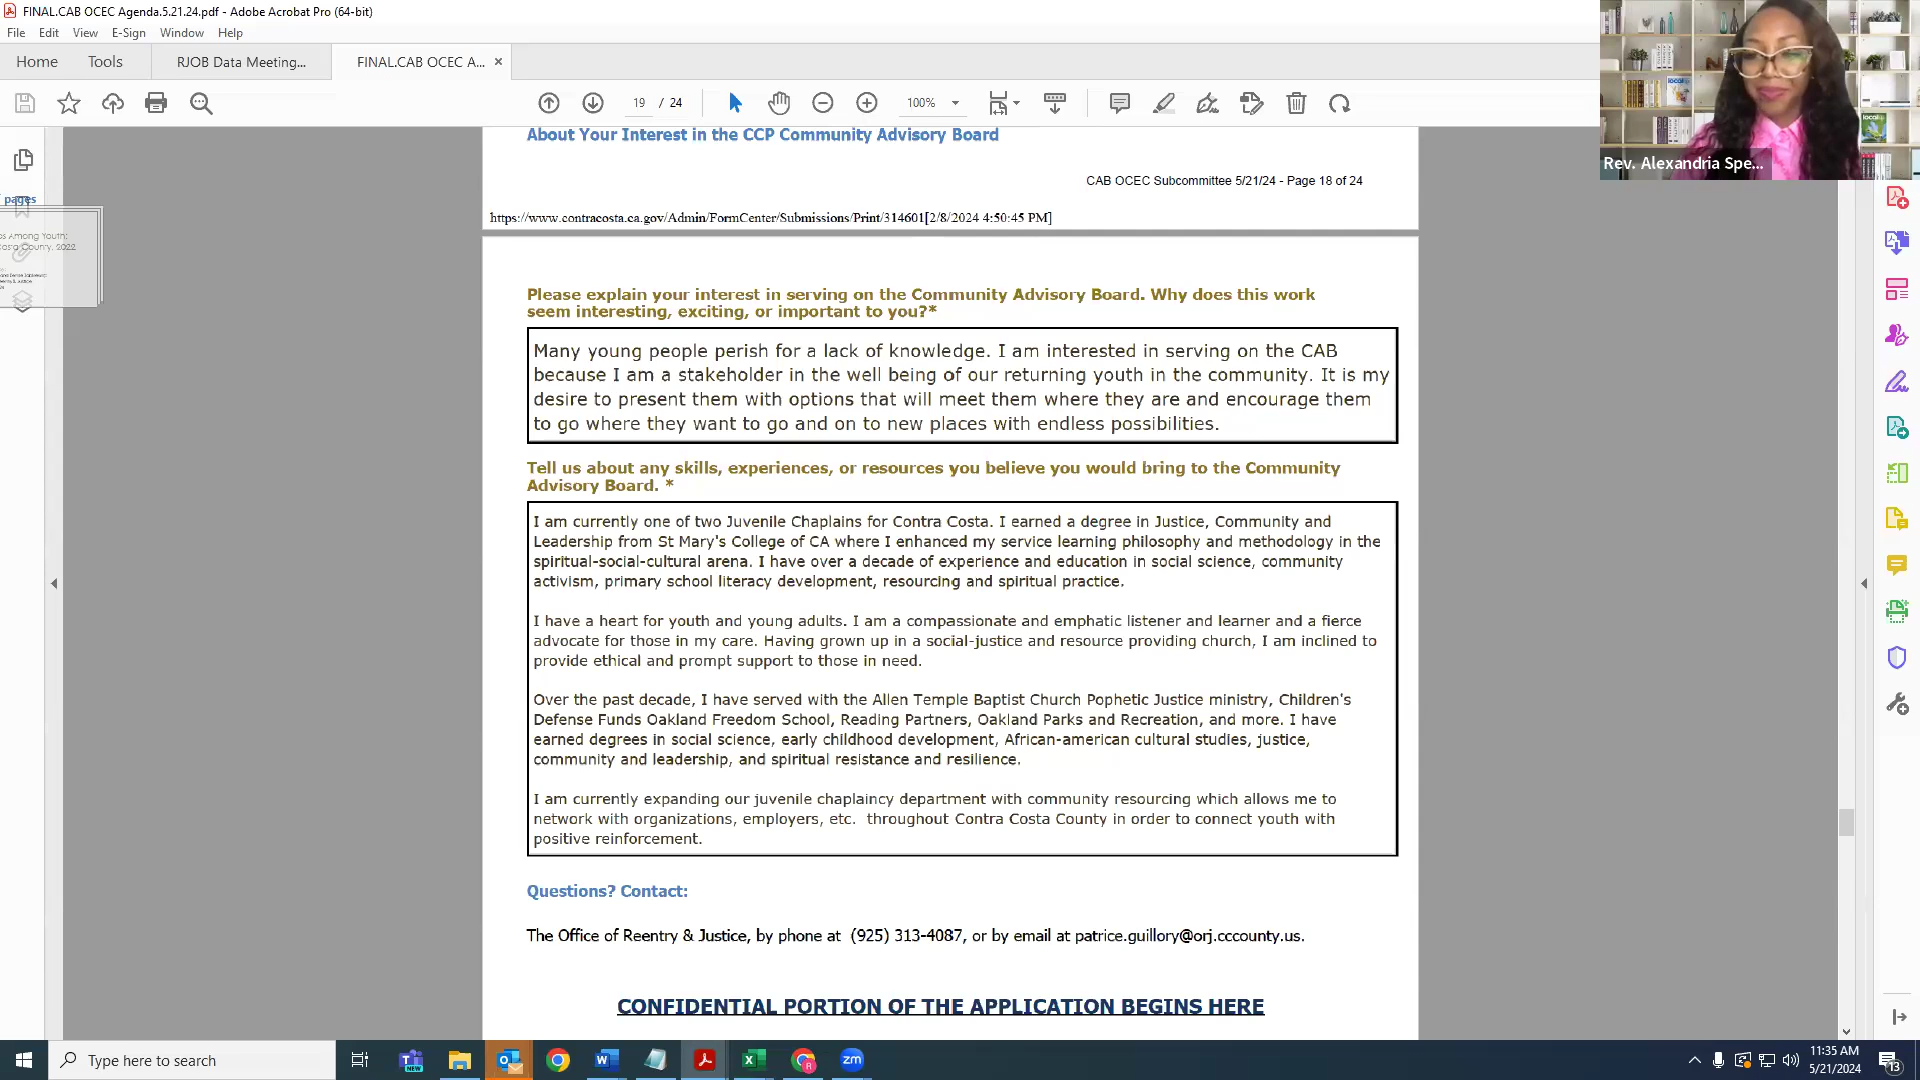 FINAL.CAB OCEC Agenda.5.21.24.pdf - Adobe Acrobat Pro (64-bit)
File Edit View E-Sign Window Help
Home Tools RJOB Data Meeting... FINAL.CAB OCEC A... ×
19 / 24 100%
Rev. Alexandria Spe...
pages
os Among Youth:
Costa County, 2022
About Your Interest in the CCP Community Advisory Board
CAB OCEC Subcommittee 5/21/24 - Page 18 of 24
https://www.contracosta.ca.gov/Admin/FormCenter/Submissions/Print/314601[2/8/2024 4:50:45 PM]
Please explain your interest in serving on the Community Advisory Board. Why does this work
seem interesting, exciting, or important to you?*
Many young people perish for a lack of knowledge. I am interested in serving on the CAB
because I am a stakeholder in the well being of our returning youth in the community. It is my
desire to present them with options that will meet them where they are and encourage them
to go where they want to go and on to new places with endless possibilities.
Tell us about any skills, experiences, or resources you believe you would bring to the Community
Advisory Board. *
I am currently one of two Juvenile Chaplains for Contra Costa. I earned a degree in Justice, Community and
Leadership from St Mary's College of CA where I enhanced my service learning philosophy and methodology in the
spiritual-social-cultural arena. I have over a decade of experience and education in social science, community
activism, primary school literacy development, resourcing and spiritual practice.
I have a heart for youth and young adults. I am a compassionate and emphatic listener and learner and a fierce
advocate for those in my care. Having grown up in a social-justice and resource providing church, I am inclined to
provide ethical and prompt support to those in need.
Over the past decade, I have served with the Allen Temple Baptist Church Pophetic Justice ministry, Children's
Defense Funds Oakland Freedom School, Reading Partners, Oakland Parks and Recreation, and more. I have
earned degrees in social science, early childhood development, African-american cultural studies, justice,
community and leadership, and spiritual resistance and resilience.
I am currently expanding our juvenile chaplaincy department with community resourcing which allows me to
network with organizations, employers, etc.  throughout Contra Costa County in order to connect youth with
positive reinforcement.
Questions? Contact:
The Office of Reentry & Justice, by phone at  (925) 313-4087, or by email at patrice.guillory@orj.cccounty.us.
CONFIDENTIAL PORTION OF THE APPLICATION BEGINS HERE
Type here to search
11:35 AM
5/21/2024
13